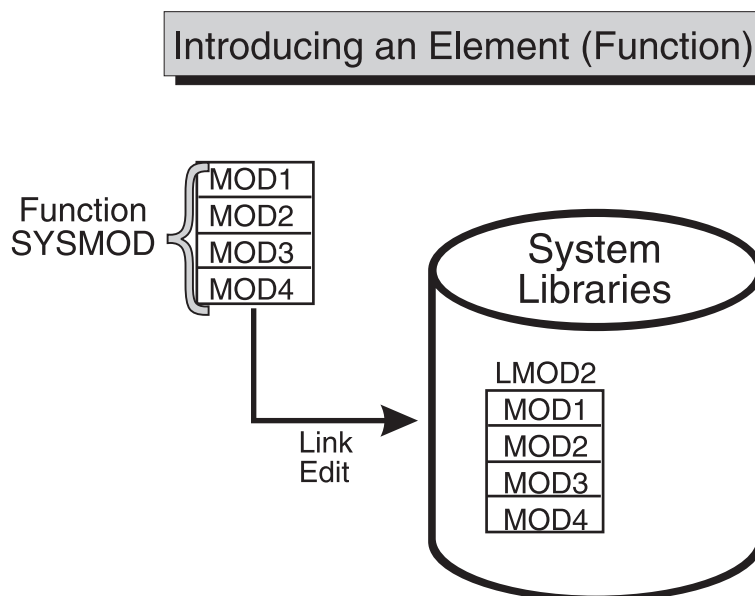 Introducing an Element (Function)
MOD1
MOD2
MOD3
MOD4
Function
SYSMOD
System
Libraries
LMOD2
MOD1
MOD2
MOD3
MOD4
Link
Edit